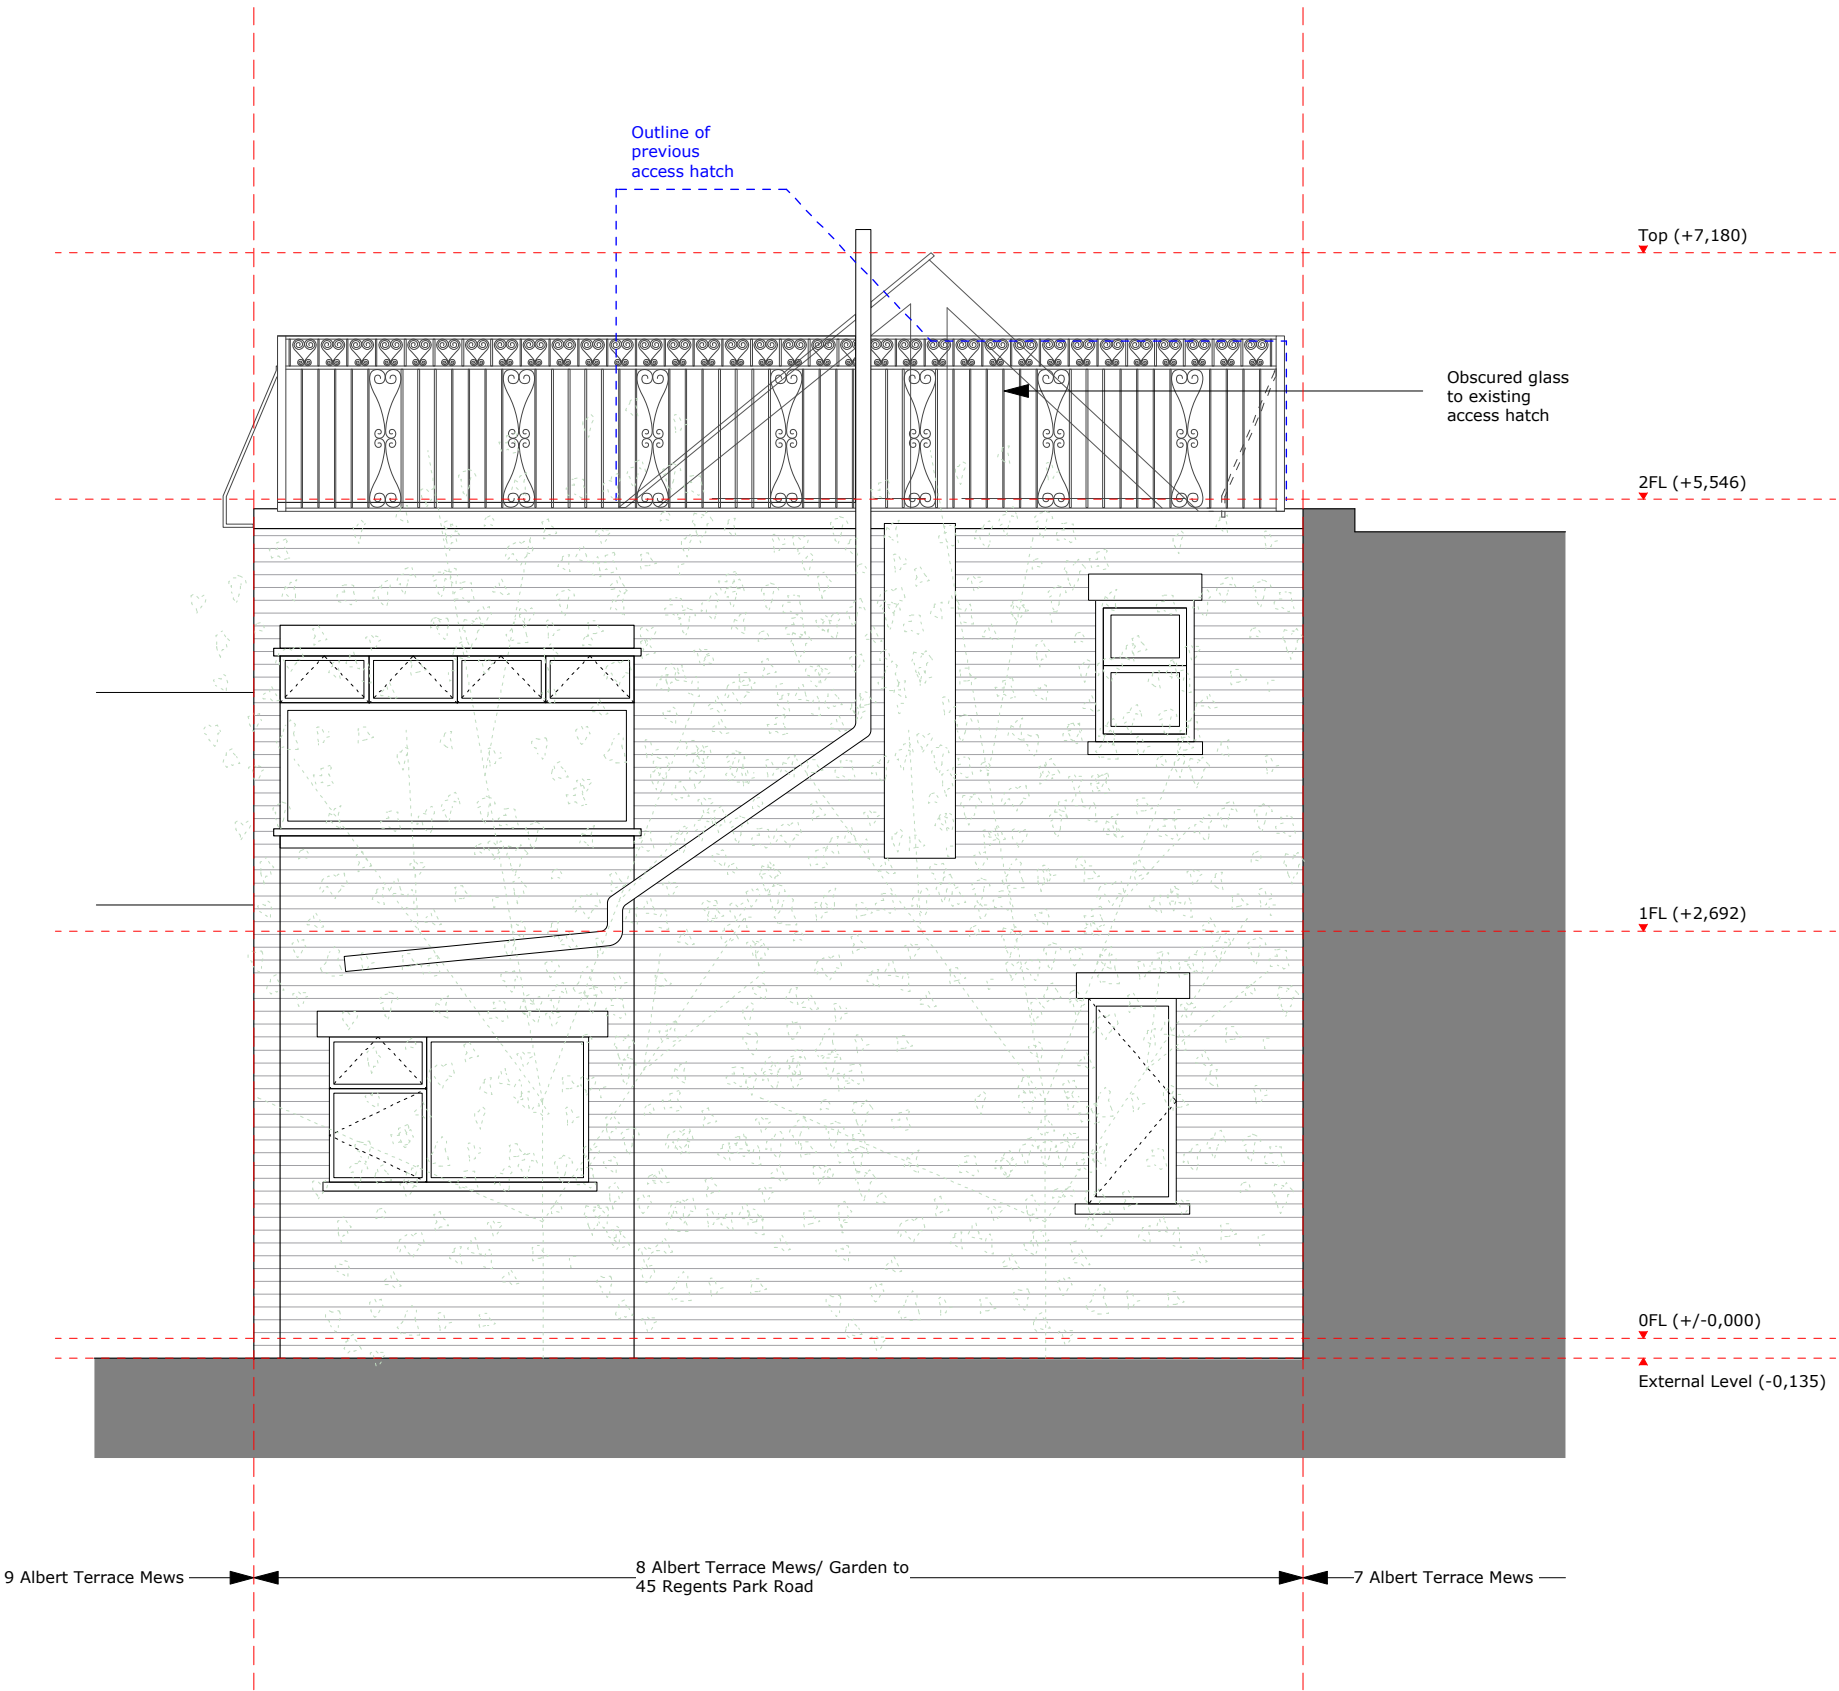 Outline of
previous
access hatch
Top (+7,180)
Obscured glass
to existing
access hatch
2FL (+5,546)
1FL (+2,692)
0FL (+/-0,000)
External Level (-0,135)
9 Albert Terrace Mews
8 Albert Terrace Mews/ Garden to
45 Regents Park Road
7 Albert Terrace Mews